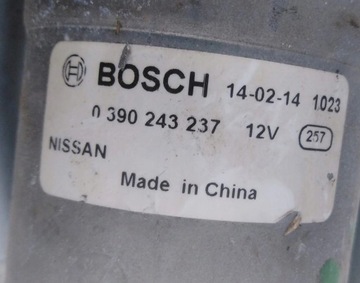 BOSCH 14-02-14 1023
0 390 243 237 12V 257
NISSAN
Made in China